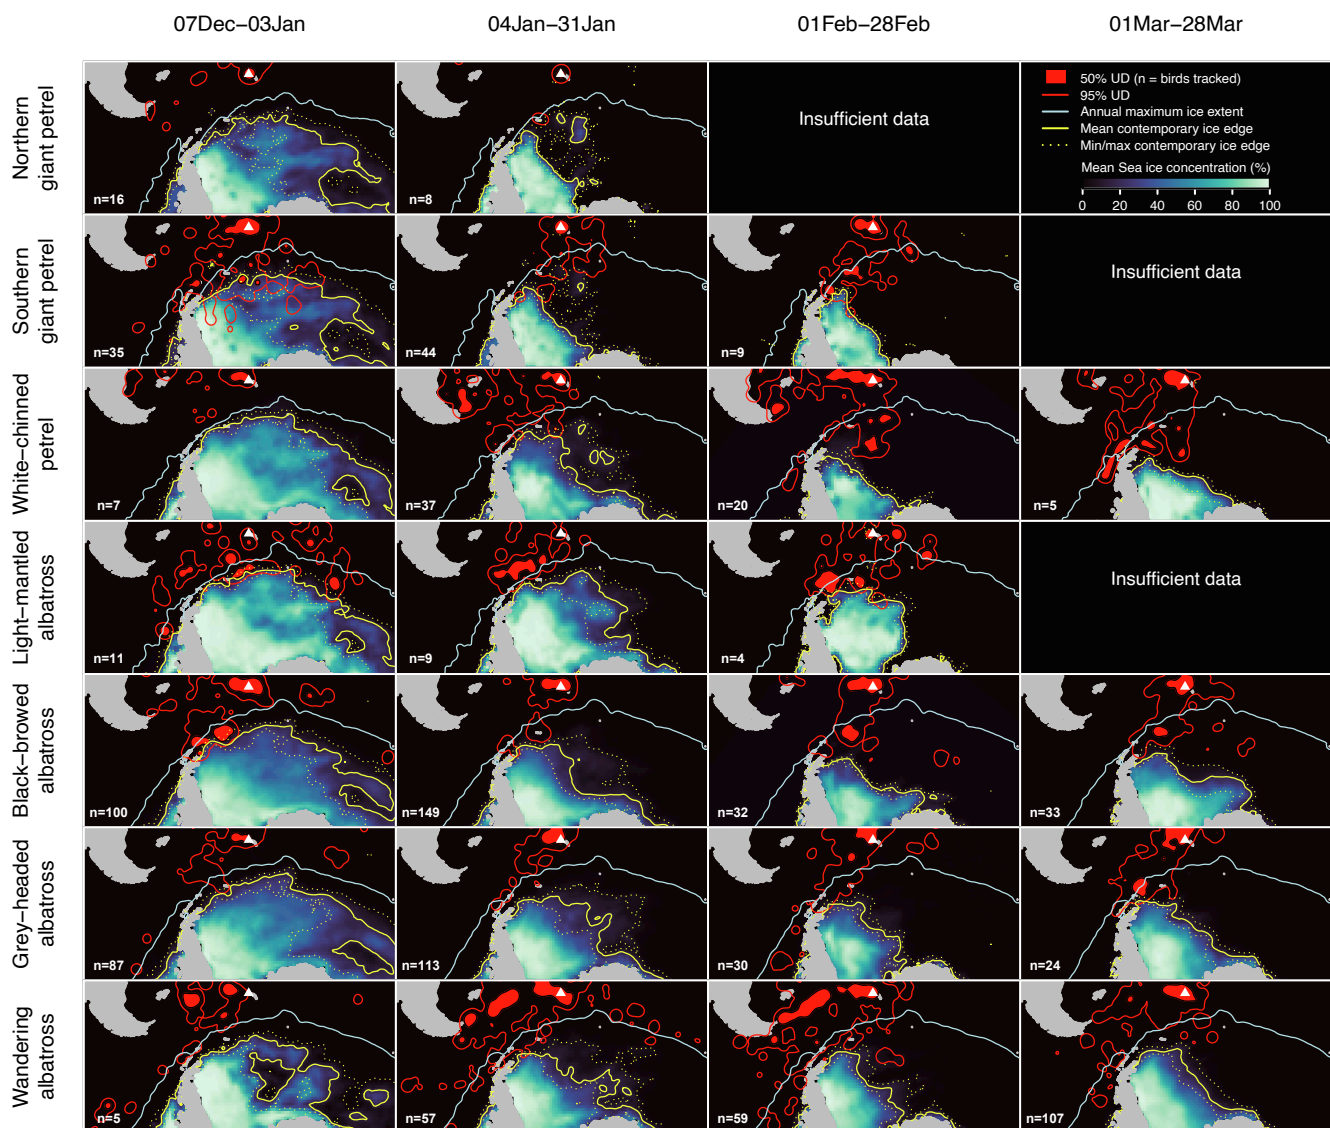 07Dec–03Jan
04Jan–31Jan
01Feb–28Feb
01Mar–28Mar
Northern
giant petrel
n=16
n=8
Insufficient data
50% UD (n = birds tracked)
95% UD
Annual maximum ice extent
Mean contemporary ice edge
Min/max contemporary ice edge
Mean Sea ice concentration (%)
0 20 40 60 80 100
Southern
giant petrel
n=35
n=44
n=9
Insufficient data
White–chinned
petrel
n=7
n=37
n=20
n=5
Light–mantled
albatross
n=11
n=9
n=4
Insufficient data
Black–browed
albatross
n=100
n=149
n=32
n=33
Grey–headed
albatross
n=87
n=113
n=30
n=24
Wandering
albatross
n=5
n=57
n=59
n=107